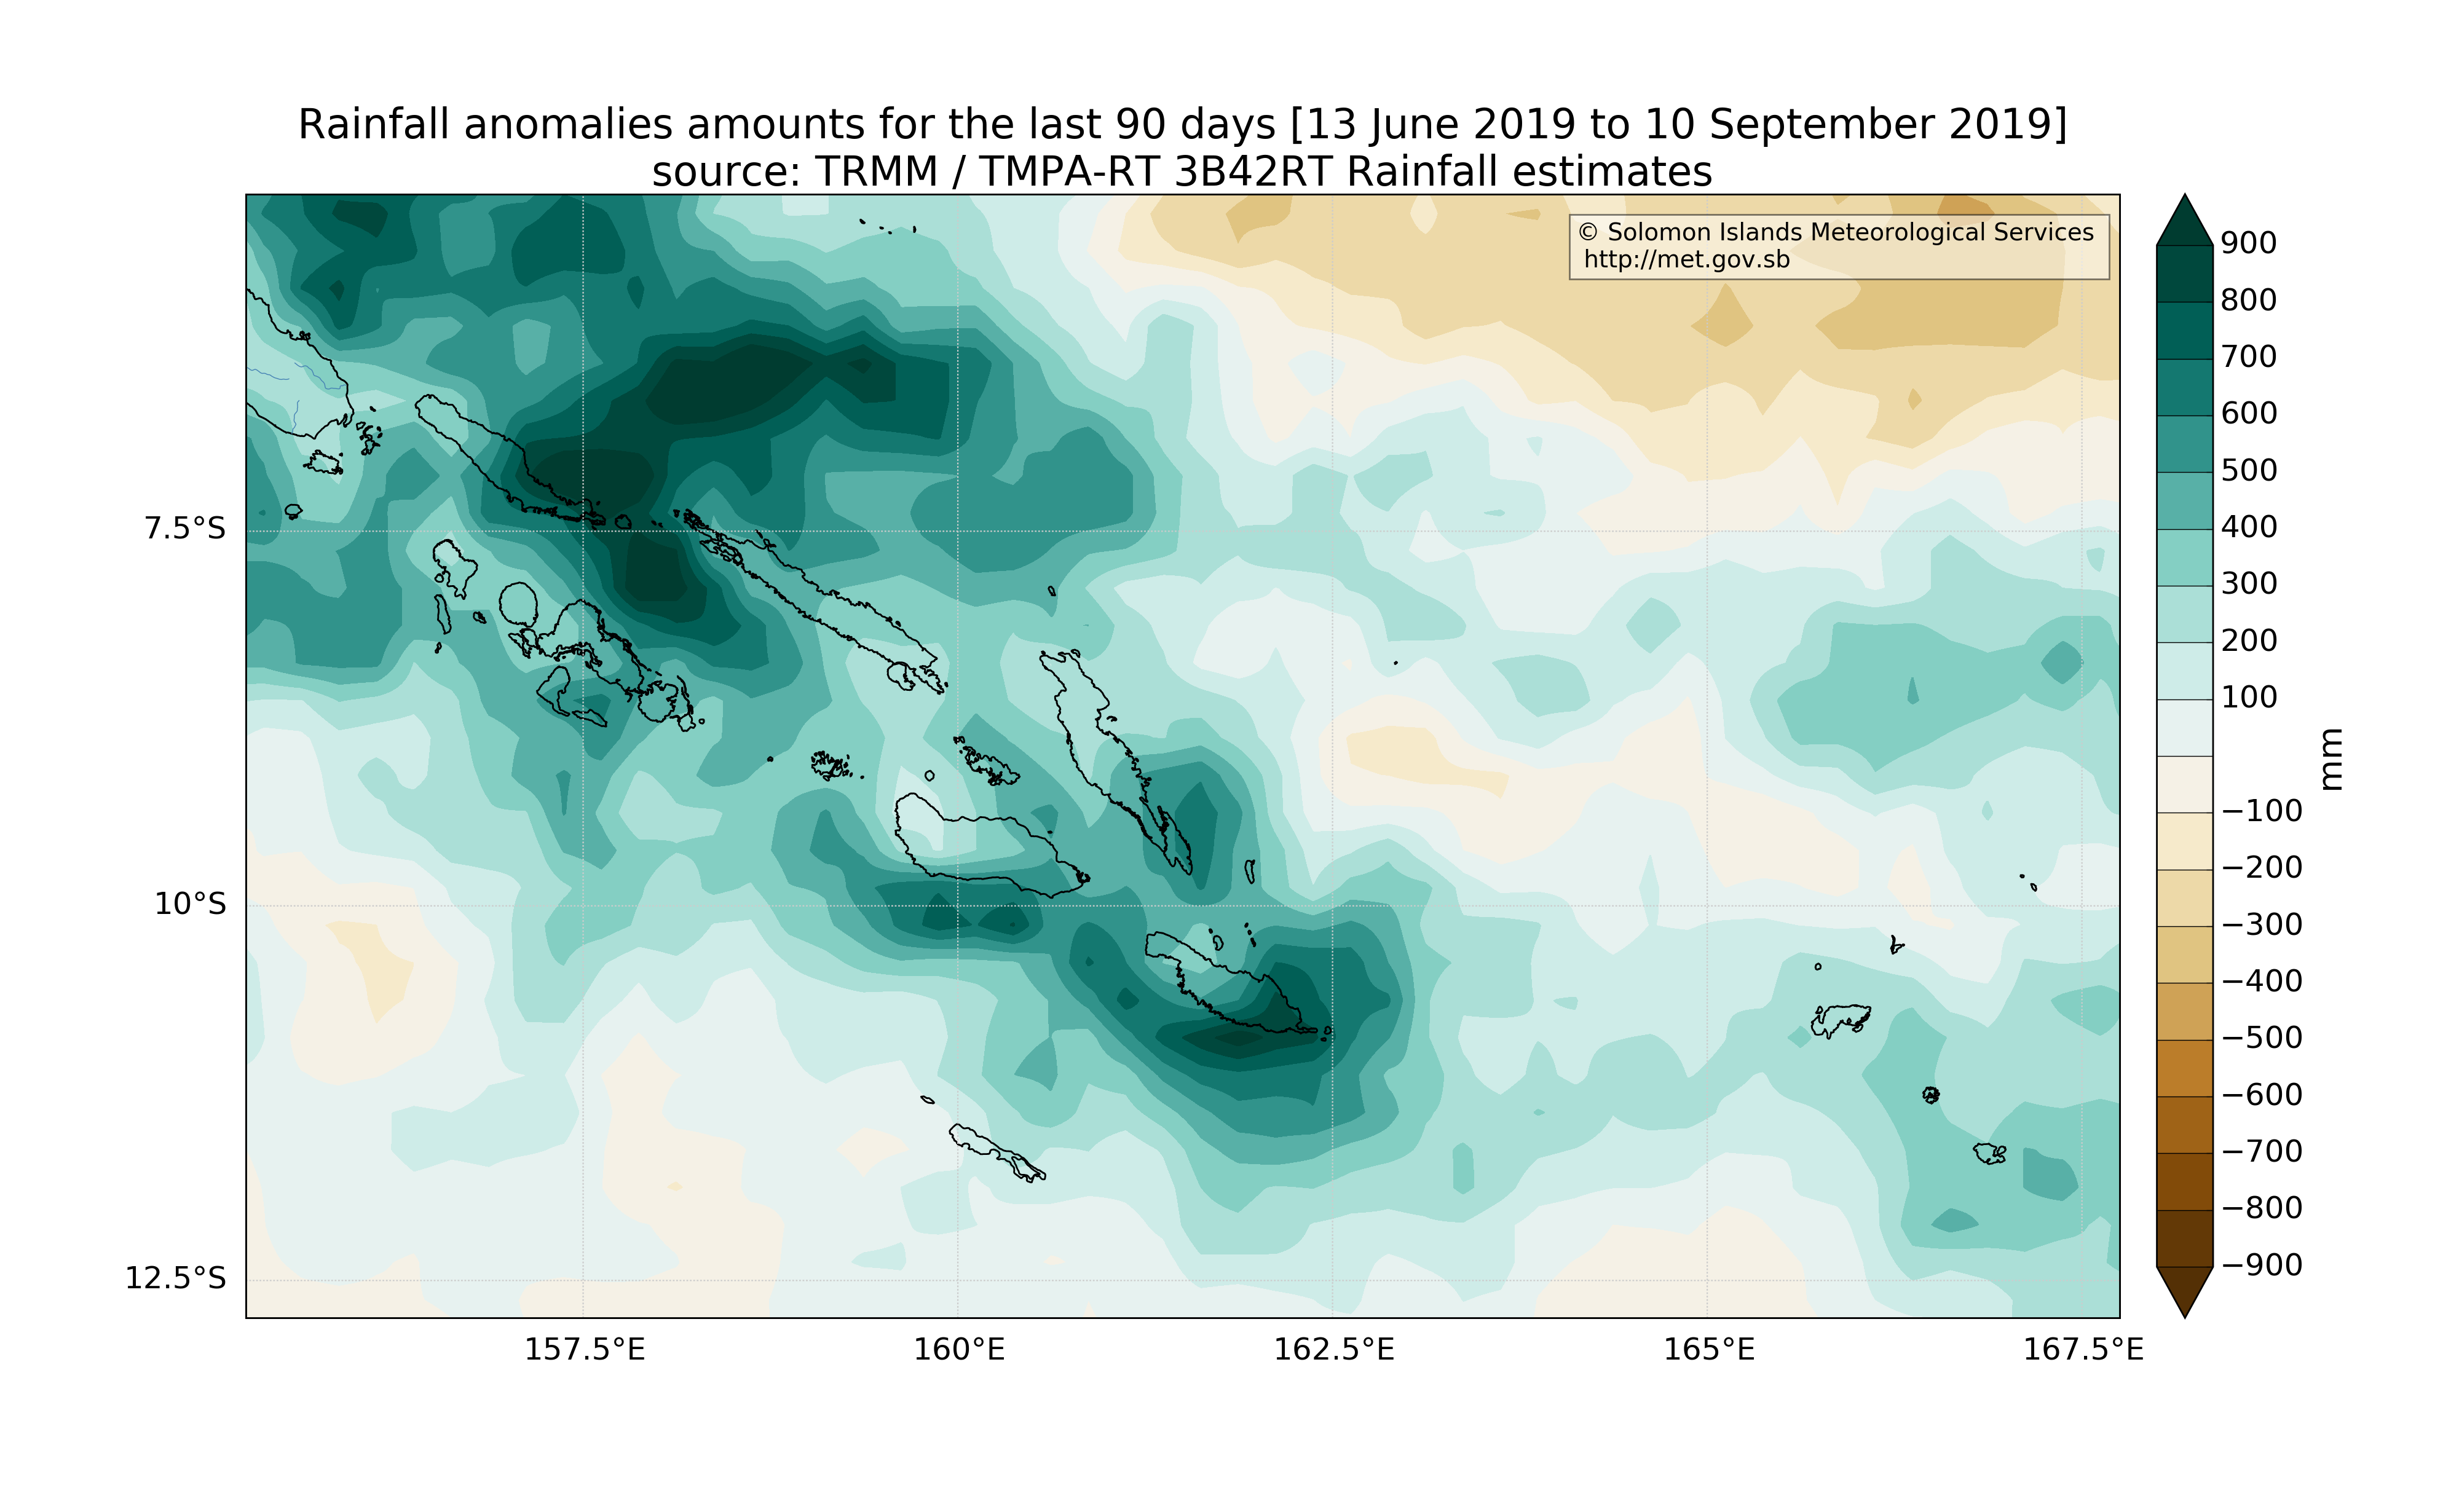 Rainfall anomalies amounts for the last 90 days [13 June 2019 to 10 September 2019]
source: TRMM / TMPA-RT 3B42RT Rainfall estimates
© Solomon Islands Meteorological Services
http://met.gov.sb
7.5°S
10°S
12.5°S
157.5°E
160°E
162.5°E
165°E
167.5°E
900
800
700
600
500
400
300
200
100
−100
−200
−300
−400
−500
−600
−700
−800
−900
mm